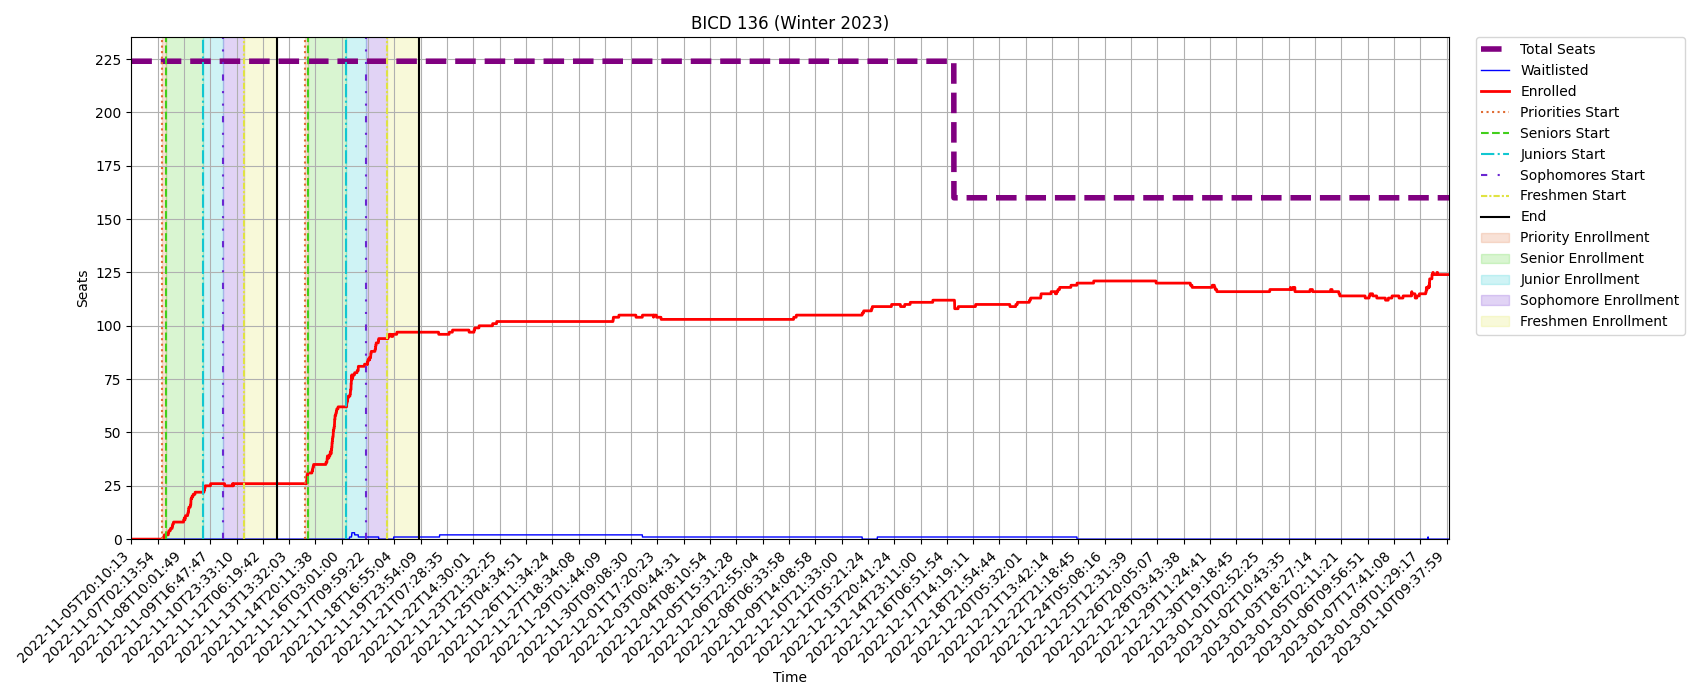 BICD 136 (Winter 2023)
Seats
225
200
175
150
125
100
75
50
25
0
2022-11-05T20:10:13
2022-11-07T02:13:54
2022-11-08T10:01:49
2022-11-09T16:47:47
2022-11-10T23:33:10
2022-11-12T06:19:42
2022-11-13T13:32:03
2022-11-14T20:11:38
2022-11-16T03:01:00
2022-11-17T09:59:22
2022-11-18T16:55:04
2022-11-19T23:54:09
2022-11-21T07:28:35
2022-11-22T14:30:01
2022-11-23T21:32:25
2022-11-25T04:34:51
2022-11-26T11:34:24
2022-11-27T18:34:08
2022-11-29T01:44:09
2022-11-30T09:08:30
2022-12-01T17:20:23
2022-12-03T00:44:31
2022-12-04T08:10:54
2022-12-05T15:31:28
2022-12-06T22:55:04
2022-12-08T06:33:58
2022-12-09T14:08:58
2022-12-10T21:33:00
2022-12-12T05:21:24
2022-12-13T20:41:24
2022-12-14T23:11:00
2022-12-16T06:51:54
2022-12-17T14:19:11
2022-12-18T21:54:44
2022-12-20T05:32:01
2022-12-21T13:42:14
2022-12-22T21:18:45
2022-12-24T05:08:16
2022-12-25T12:31:39
2022-12-26T20:05:07
2022-12-28T03:43:38
2022-12-29T11:24:41
2022-12-30T19:18:45
2023-01-01T02:52:25
2023-01-02T10:43:35
2023-01-03T18:27:14
2023-01-05T02:11:21
2023-01-06T09:56:51
2023-01-07T17:41:08
2023-01-09T01:29:17
2023-01-10T09:37:59
Time
Total Seats
Waitlisted
Enrolled
Priorities Start
Seniors Start
Juniors Start
Sophomores Start
Freshmen Start
End
Priority Enrollment
Senior Enrollment
Junior Enrollment
Sophomore Enrollment
Freshmen Enrollment